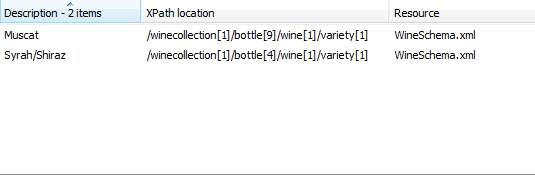 Description - 2 items XPath location Resource
Muscat /winecollection[1]/bottle[9]/wine[1]/variety[1] WineSchema.xml
Syrah/Shiraz /winecollection[1]/bottle[4]/wine[1]/variety[1] WineSchema.xml